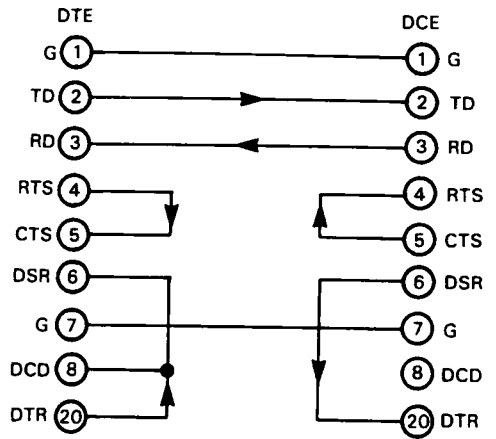 DTE DCE
G 1 1 G
TD 2 2 TD
RD 3 3 RD
RTS 4 4 RTS
CTS 5 5 CTS
DSR 6 6 DSR
G 7 7 G
DCD 8 8 DCD
DTR 20 20 DTR